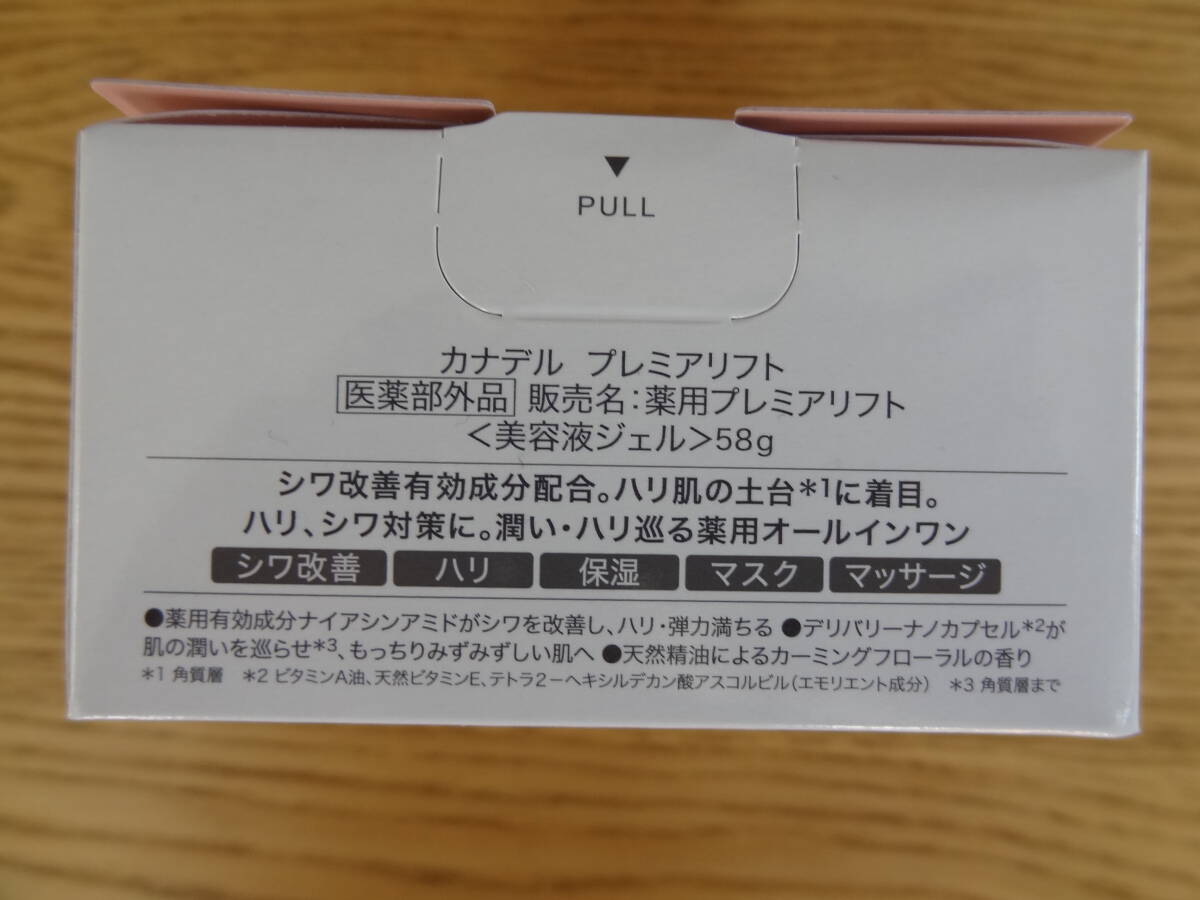 ▼
PULL
カナデル プレミアリフト
医薬部外品 販売名:薬用プレミアリフト
<美容液ジェル>58g
シワ改善有効成分配合。ハリ肌の土台*1に着目。
ハリ、シワ対策に。潤い・ハリ巡る薬用オールインワン
シワ改善 ハリ 保湿 マスク マッサージ
●薬用有効成分ナイアシンアミドがシワを改善し、ハリ・弾力満ちる ●デリバリーナノカプセル*2が
肌の潤いを巡らせ*3、もっちりみずみずしい肌へ ●天然精油によるカーミングフローラルの香り
*1 角質層 *2 ビタミンA油、天然ビタミンE、テトラ2-ヘキシルデカン酸アスコルビル(エモリエント成分) *3 角質層まで